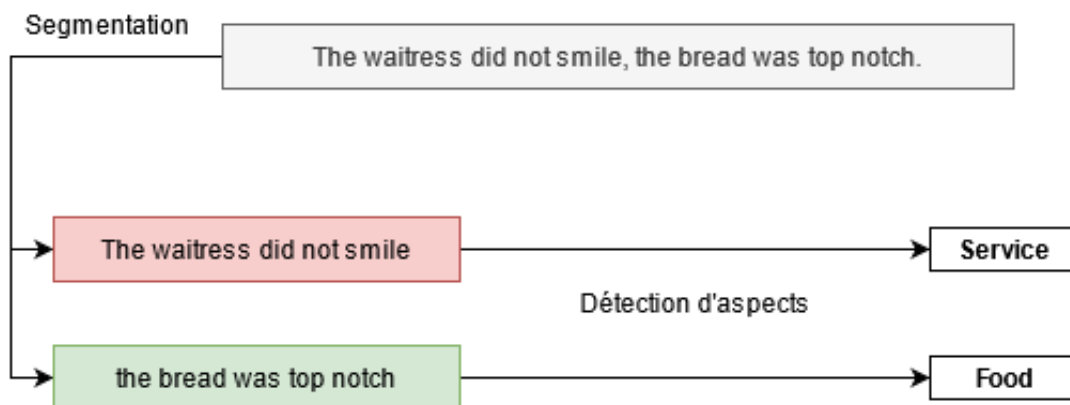 Segmentation
The waitress did not smile, the bread was top notch.
The waitress did not smile
Service
Détection d'aspects
the bread was top notch
Food